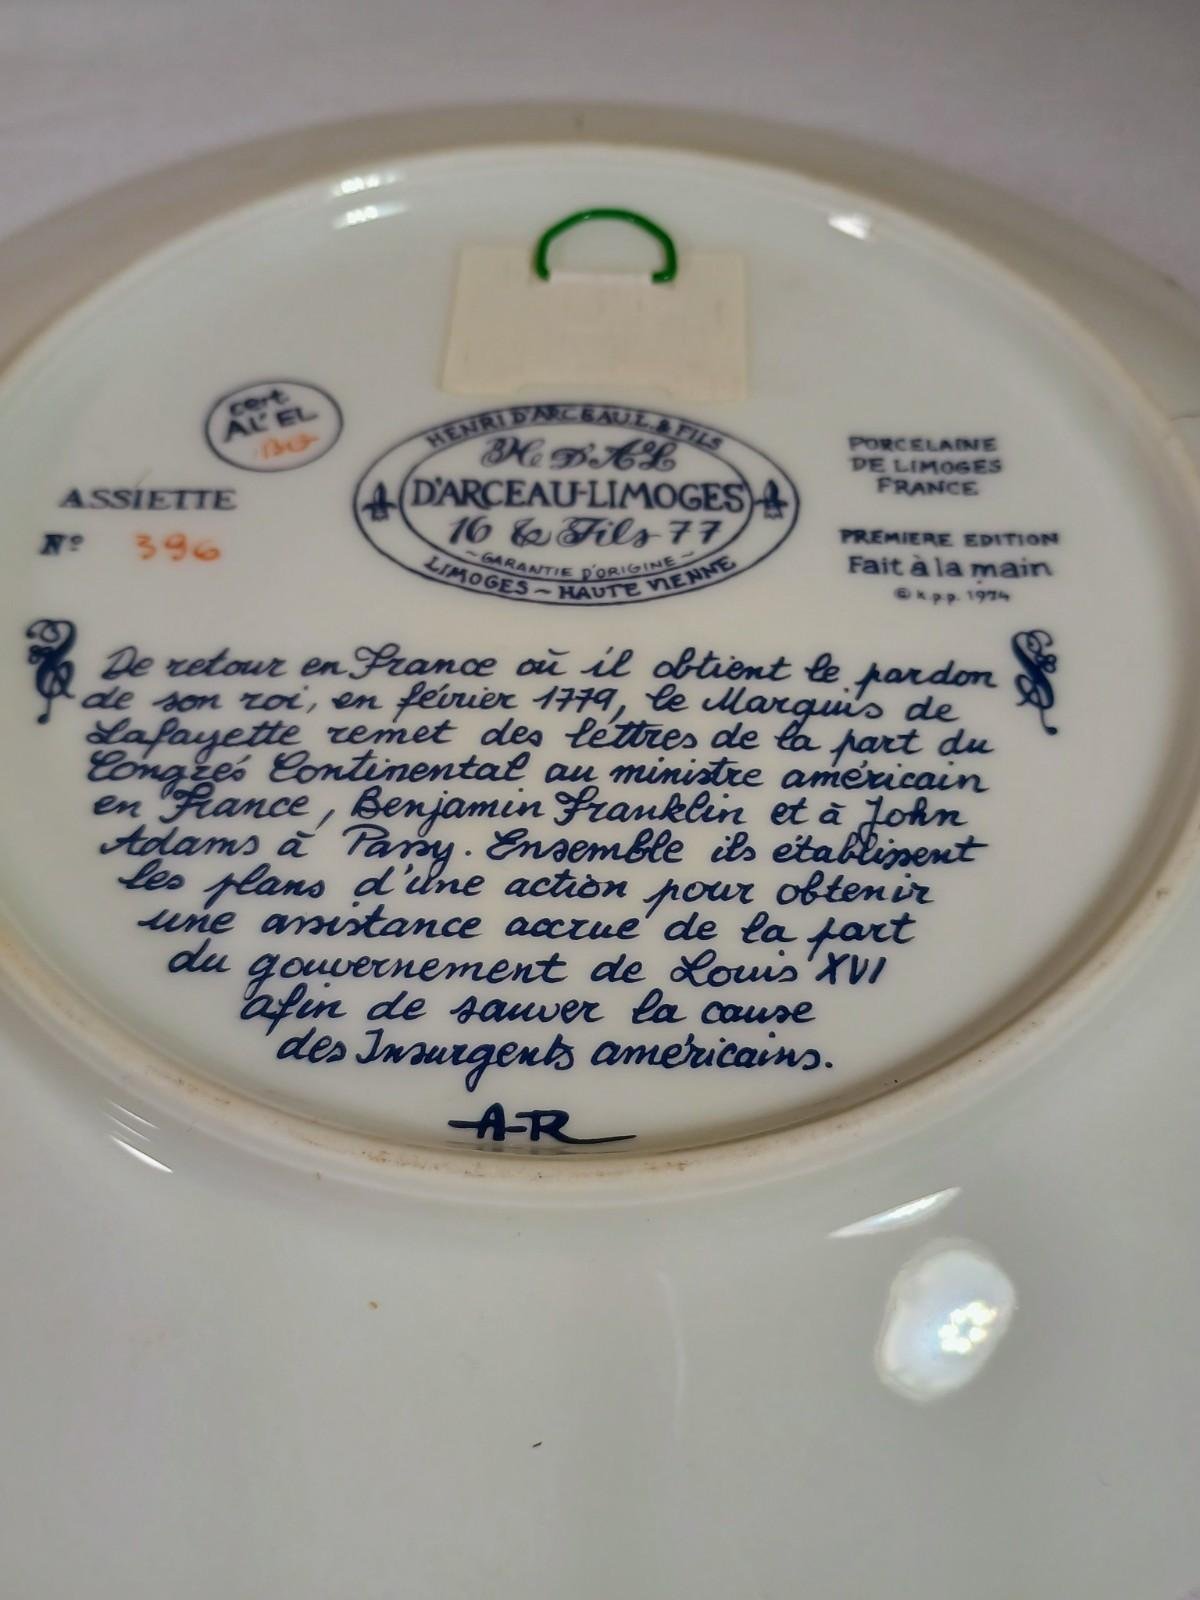 cert
AL' EL
ASSIETTE
Nº 396
HENRI D'ARCEAU L. & FILS
H. D'A L
D'ARCEAU-LIMOGES
16 & Fils 77
~GARANTIE D'ORIGINE~
LIMOGES ~ HAUTE VIENNE
PORCELAINE
DE LIMOGES
FRANCE
PREMIERE EDITION
Fait à la main
© k.p.p. 1974
De retour en France où il obtient le pardon
de son roi, en février 1779, le Marquis de
Lafayette remet des lettres de la part du
Congrés Continental au ministre américain
en France, Benjamin Franklin et à John
Adams à Passy. Ensemble ils établissent
les plans d'une action pour obtenir
une assistance accrue de la part
du gouvernement de Louis XVI
afin de sauver la cause
des Insurgents américains.
A-R